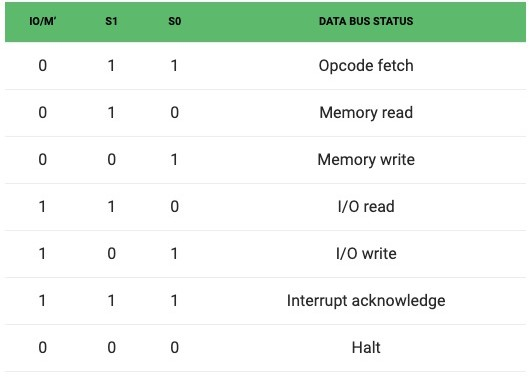 IO/M’ S1 S0 DATA BUS STATUS
0 1 1 Opcode fetch
0 1 0 Memory read
0 0 1 Memory write
1 1 0 I/O read
1 0 1 I/O write
1 1 1 Interrupt acknowledge
0 0 0 Halt